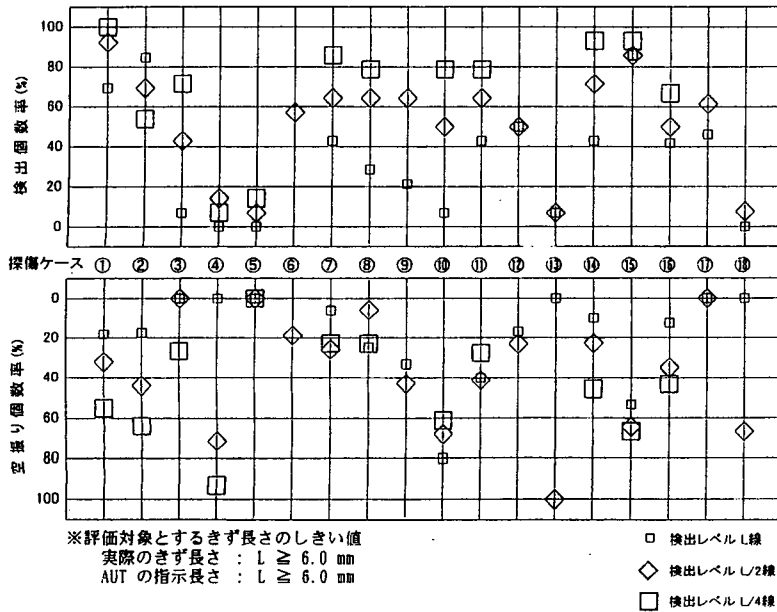 検出個数率(%)
100
80
60
40
20
0
探傷ケース ① ② ③ ④ ⑤ ⑥ ⑦ ⑧ ⑨ ⑩ ⑪ ⑫ ⑬ ⑭ ⑮ ⑯ ⑰ ⑱
空振り個数率(%)
0
20
40
60
80
100
※評価対象とするきず長さのしきい値
実際のきず長さ : L ≧ 6.0 mm
AUT の指示長さ : L ≧ 6.0 mm
検出レベル L線
検出レベル L/2線
検出レベル L/4線